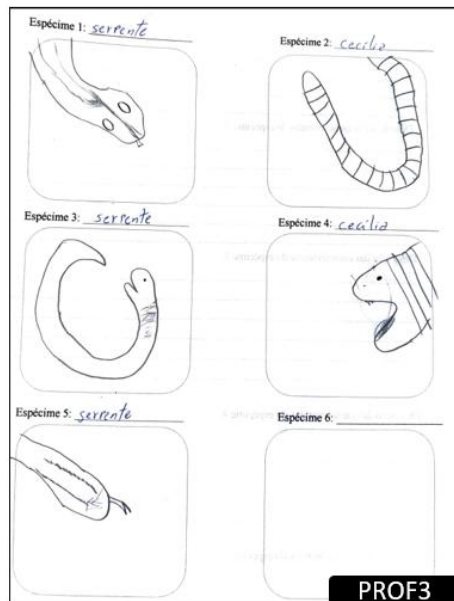 Espécime 1: serpente
Espécime 2: cecilia
Espécime 3: serpente
Espécime 4: cecilia
Espécime 5: serpente
Espécime 6:
PROF3